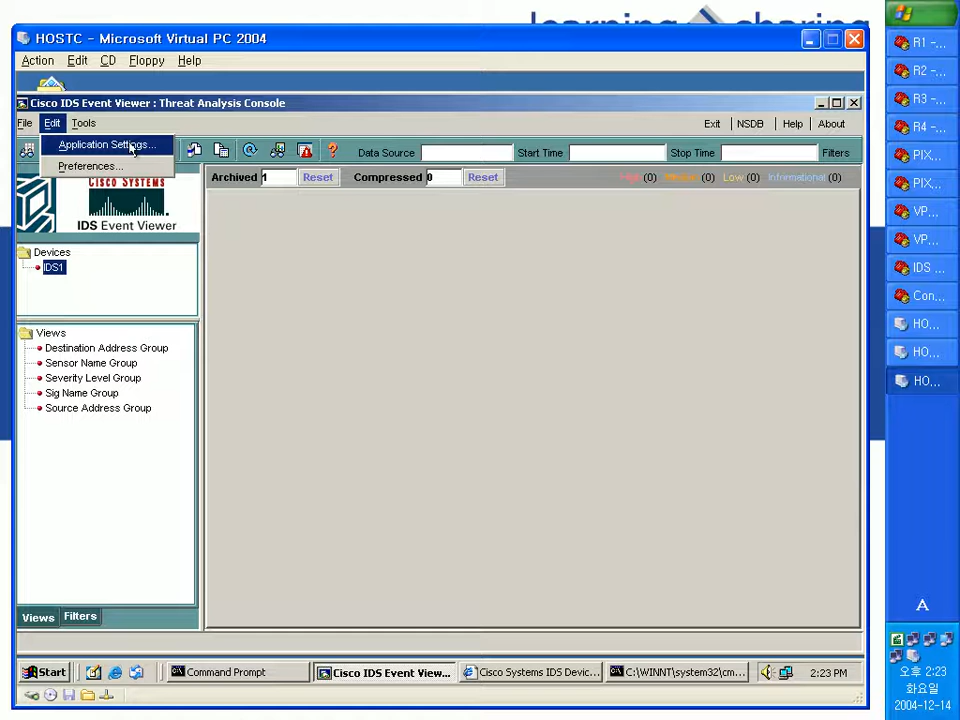 learning sharing
HOSTC - Microsoft Virtual PC 2004
Action Edit CD Floppy Help
Cisco IDS Event Viewer : Threat Analysis Console
File Edit Tools
Exit NSDB Help About
Application Settings...
Preferences...
Data Source Start Time Stop Time Filters
Archived 1 Reset Compressed 0 Reset
High (0) Medium (0) Low (0) Informational (0)
CISCO SYSTEMS
IDS Event Viewer
Devices
IDS1
Views
Destination Address Group
Sensor Name Group
Severity Level Group
Sig Name Group
Source Address Group
Views Filters
Start Command Prompt Cisco IDS Event View... Cisco Systems IDS Devic... C:\WINNT\system32\cm... 2:23 PM
R1 -...
R2 -...
R3 -...
R4 -...
PIX...
PIX...
VP...
VP...
IDS ...
Con...
HO...
HO...
HO...
A
오후 2:23
화요일
2004-12-14